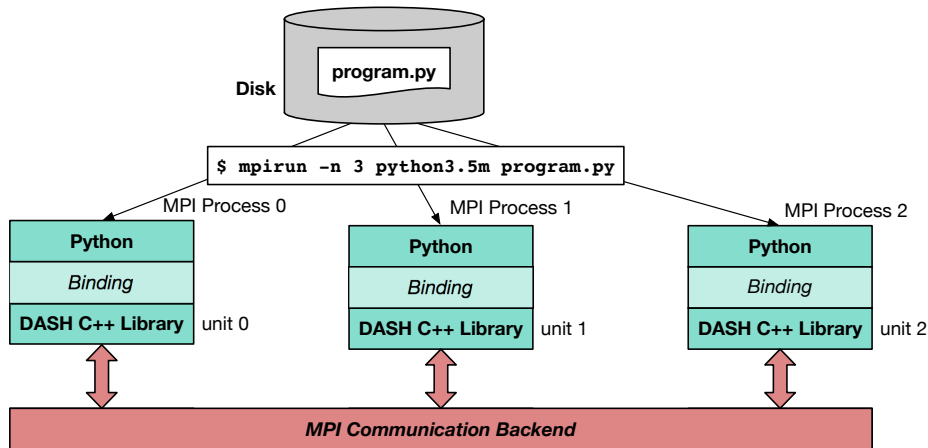 program.py
Disk
$ mpirun -n 3 python3.5m program.py
MPI Process 0
MPI Process 1
MPI Process 2
Python
Binding
DASH C++ Library
unit 0
Python
Binding
DASH C++ Library
unit 1
Python
Binding
DASH C++ Library
unit 2
MPI Communication Backend